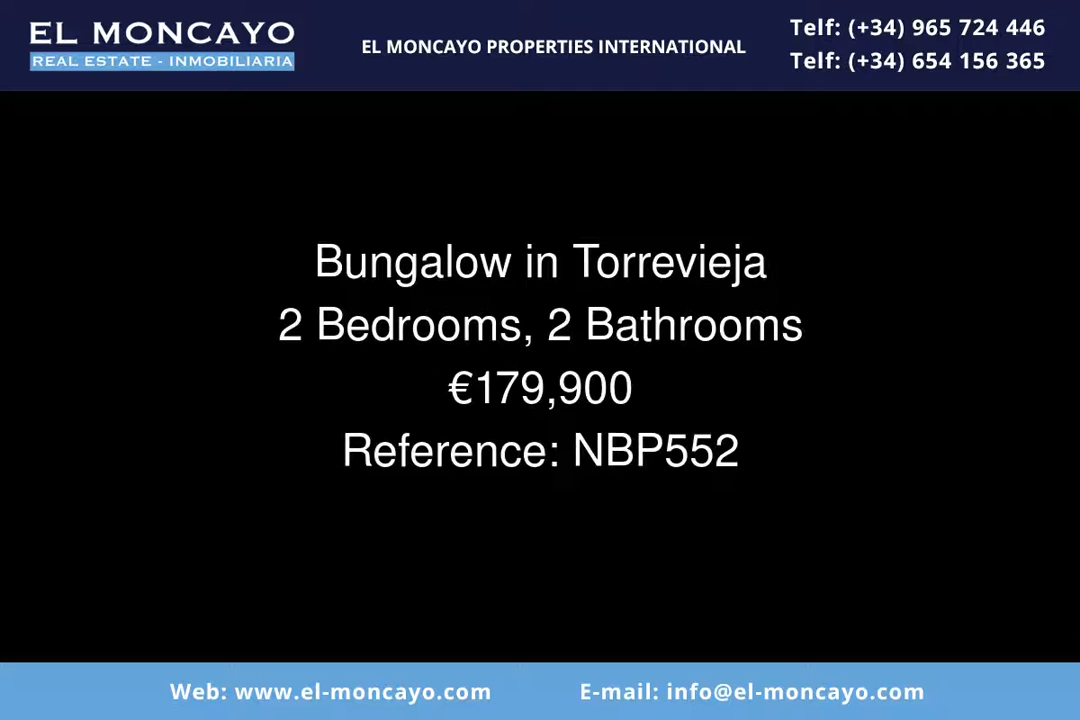 EL MONCAYO
REAL ESTATE - INMOBILIARIA
EL MONCAYO PROPERTIES INTERNATIONAL
Telf: (+34) 965 724 446
Telf: (+34) 654 156 365
Bungalow in Torrevieja
2 Bedrooms, 2 Bathrooms
€179,900
Reference: NBP552
Web: www.el-moncayo.com
E-mail: info@el-moncayo.com